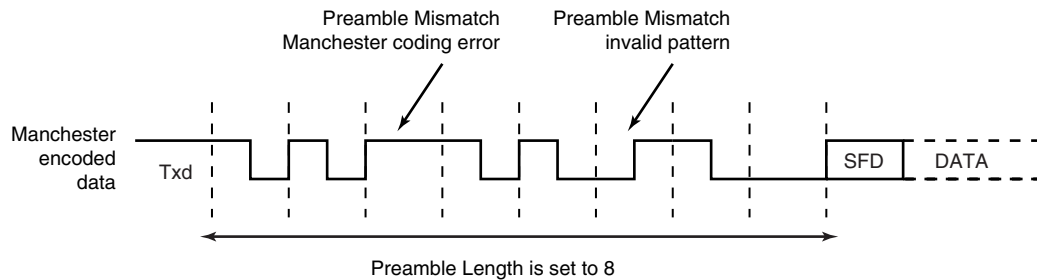 Preamble Mismatch
Manchester coding error
Preamble Mismatch
invalid pattern
Manchester
encoded
data
Txd
SFD
DATA
Preamble Length is set to 8